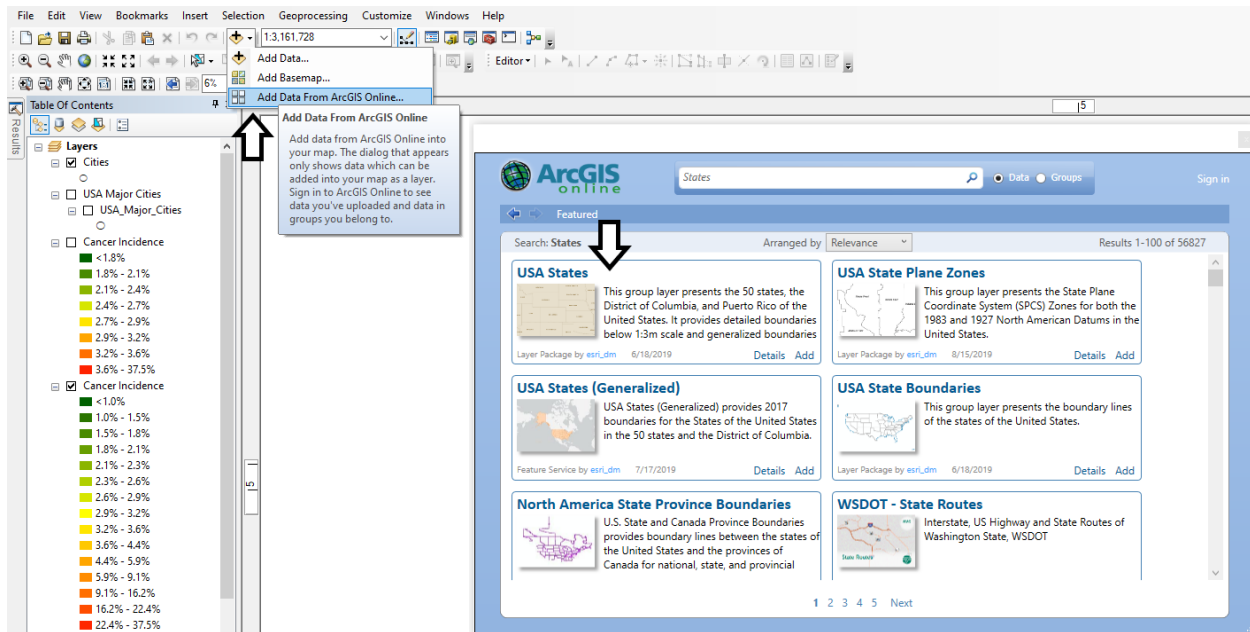 File Edit View Bookmarks Insert Selection Geoprocessing Customize Windows Help
1:3,161,728
Editor
6%
Add Data...
Add Basemap...
Add Data From ArcGIS Online...
Add Data From ArcGIS Online
Add data from ArcGIS Online into
your map. The dialog that appears
only shows data which can be
added into your map as a layer.
Sign in to ArcGIS Online to see
data you've uploaded and data in
groups you belong to.
Results
Table Of Contents
Layers
Cities
USA Major Cities
USA_Major_Cities
Cancer Incidence
<1.8%
1.8% - 2.1%
2.1% - 2.4%
2.4% - 2.7%
2.7% - 2.9%
2.9% - 3.2%
3.2% - 3.6%
3.6% - 37.5%
Cancer Incidence
<1.0%
1.0% - 1.5%
1.5% - 1.8%
1.8% - 2.1%
2.1% - 2.3%
2.3% - 2.6%
2.6% - 2.9%
2.9% - 3.2%
3.2% - 3.6%
3.6% - 4.4%
4.4% - 5.9%
5.9% - 9.1%
9.1% - 16.2%
16.2% - 22.4%
22.4% - 37.5%
5
5
ArcGIS
online
States
Data Groups
Sign in
Featured
Search: States Arranged by Relevance Results 1-100 of 56827
USA States
This group layer presents the 50 states, the
District of Columbia, and Puerto Rico of the
United States. It provides detailed boundaries
below 1:3m scale and generalized boundaries
Layer Package by esri_dm 6/18/2019 Details Add
USA State Plane Zones
This group layer presents the State Plane
Coordinate System (SPCS) Zones for both the
1983 and 1927 North American Datums in the
United States.
Layer Package by esri_dm 8/15/2019 Details Add
USA States (Generalized)
USA States (Generalized) provides 2017
boundaries for the States of the United States
in the 50 states and the District of Columbia.
Feature Service by esri_dm 7/17/2019 Details Add
USA State Boundaries
This group layer presents the boundary lines
of the states of the United States.
Layer Package by esri_dm 6/18/2019 Details Add
North America State Province Boundaries
U.S. State and Canada Province Boundaries
provides boundary lines between the states of
the United States and the provinces of
Canada for national, state, and provincial
WSDOT - State Routes
Interstate, US Highway and State Routes of
Washington State, WSDOT
State Routes
1 2 3 4 5 Next